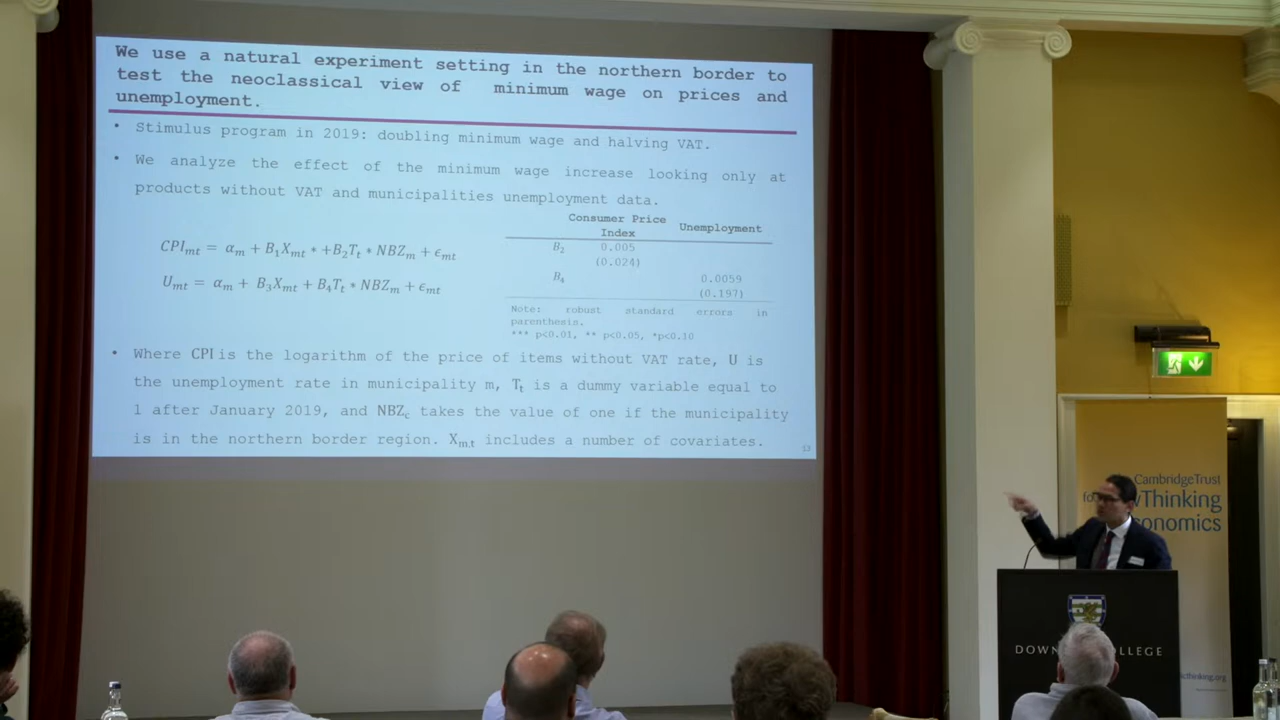 We use a natural experiment setting in the northern border to
test the neoclassical view of minimum wage on prices and
unemployment.
• Stimulus program in 2019: doubling minimum wage and halving VAT.
• We analyze the effect of the minimum wage increase looking only at
products without VAT and municipalities unemployment data.
CPI_mt = α_m + B_1X_mt * +B_2T_t * NBZ_m + ϵ_mt
U_mt = α_m + B_3X_mt + B_4T_t * NBZ_m + ϵ_mt
Consumer Price
Index
Unemployment
B_2 0.005
(0.024)
B_4 0.0059
(0.197)
Note: robust standard errors in
parenthesis.
*** p<0.01, ** p<0.05, *p<0.10
• Where CPI is the logarithm of the price of items without VAT rate, U is
the unemployment rate in municipality m, T_t is a dummy variable equal to
1 after January 2019, and NBZ_c takes the value of one if the municipality
is in the northern border region. X_m,t includes a number of covariates.
CambridgeTrust
Thinking
onomics
DOWN LLEGE